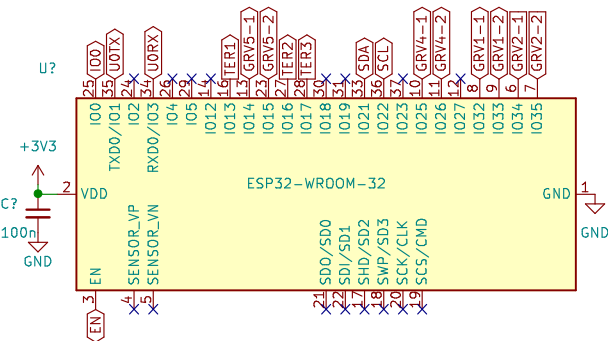 U?
IO0
U0TX
U0RX
TER1
GRV5-1
GRV5-2
TER2
TER3
SDA
SCL
GRV4-1
GRV4-2
GRV1-1
GRV1-2
GRV2-1
GRV2-2
25
35
24
34
26
29
14
16
13
23
27
28
30
31
33
36
37
10
11
12
8
9
6
7
IO0
TXD0/IO1
IO2
RXD0/IO3
IO4
IO5
IO12
IO13
IO14
IO15
IO16
IO17
IO18
IO19
IO21
IO22
IO23
IO25
IO26
IO27
IO32
IO33
IO34
IO35
+3V3
2
VDD
ESP32-WROOM-32
GND
1
C?
100n
GND
GND
EN
SENSOR_VP
SENSOR_VN
SDO/SD0
SDI/SD1
SHD/SD2
SWP/SD3
SCK/CLK
SCS/CMD
3
4
5
21
22
17
18
20
19
EN